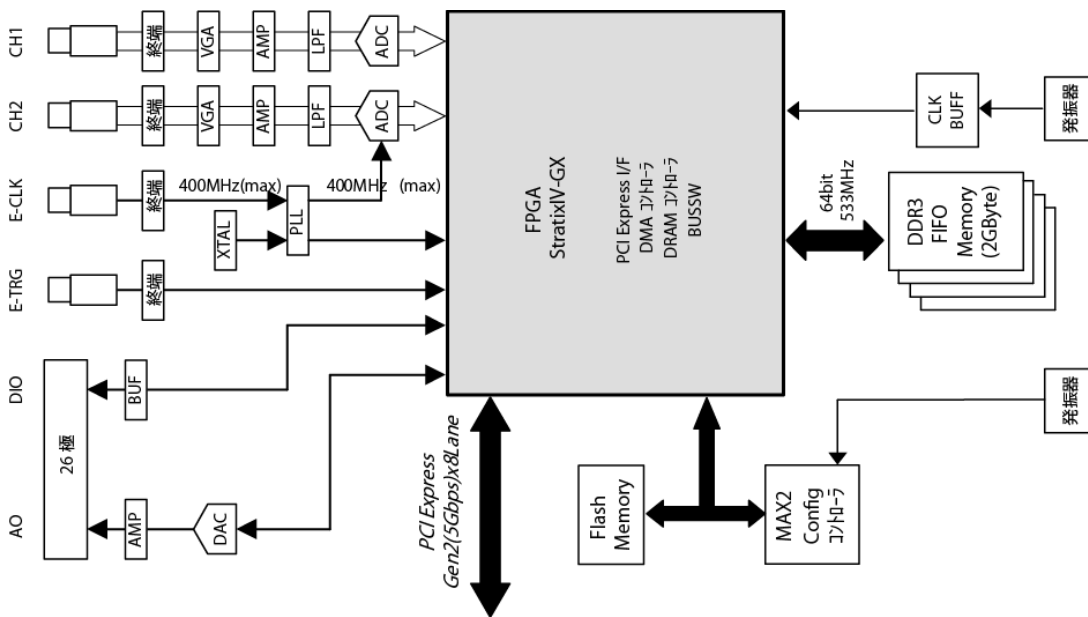 CH1
終端
VGA
AMP
LPF
ADC
CH2
終端
VGA
AMP
LPF
ADC
E-CLK
終端
400MHz(max)
400MHz (max)
XTAL
PLL
E-TRG
終端
DIO
BUF
26極
AO
AMP
DAC
FPGA
StratixIV-GX
PCI Express I/F
DMA コントローラ
DRAM コントローラ
BUSSW
CLK
BUFF
発振器
64bit
533MHz
DDR3
FIFO
Memory
(2GByte)
発振器
PCI Express
Gen2(5Gbps)x8Lane
Flash
Memory
MAX2
Config
コントローラ